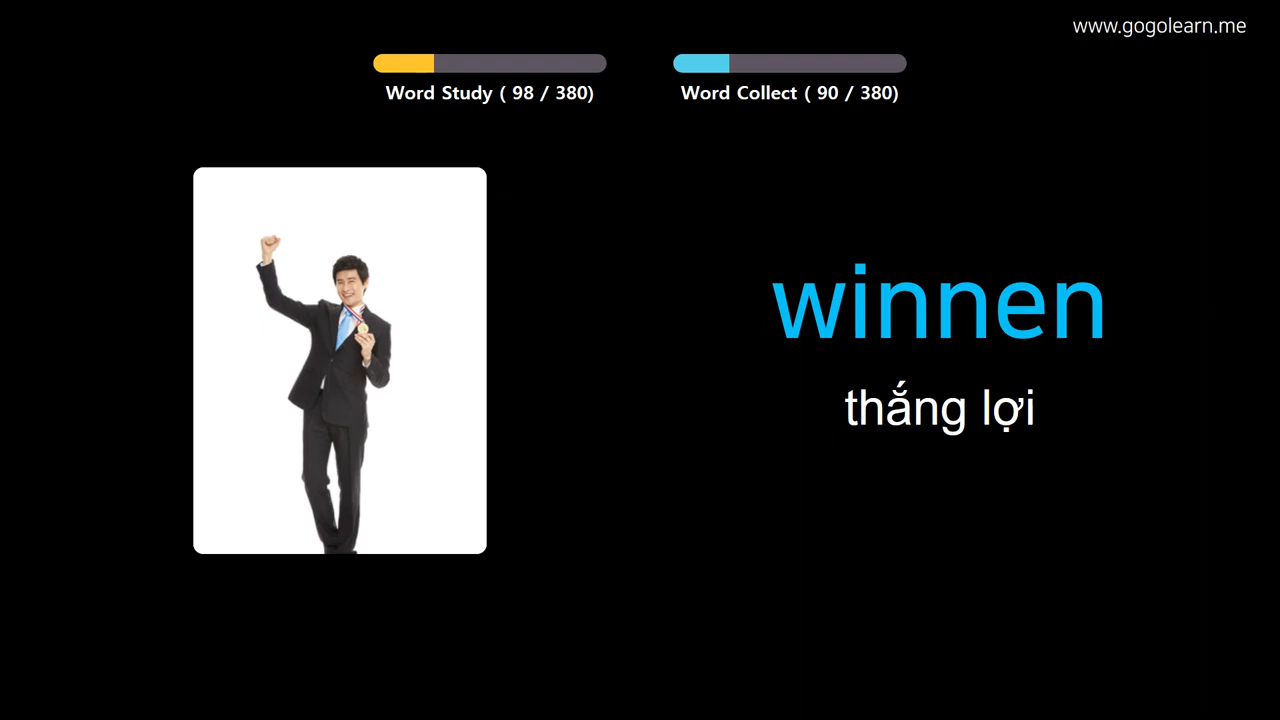 www.gogolearn.me
Word Study ( 98 / 380)
Word Collect ( 90 / 380)
winnen
thắng lợi